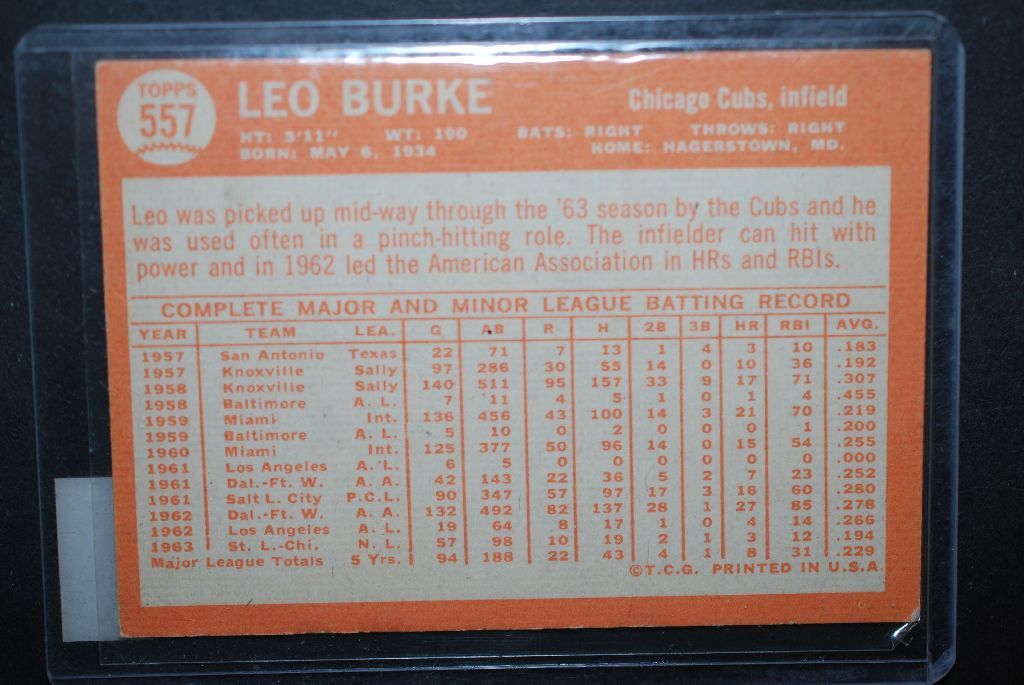 TOPPS
557
LEO BURKE
Chicago Cubs, infield
HT: 5'11" WT: 190 BATS: RIGHT THROWS: RIGHT
BORN: MAY 6, 1934 HOME: HAGERSTOWN, MD.
Leo was picked up mid-way through the '63 season by the Cubs and he
was used often in a pinch-hitting role. The infielder can hit with
power and in 1962 led the American Association in HRs and RBIs.
COMPLETE MAJOR AND MINOR LEAGUE BATTING RECORD
YEAR TEAM LEA. G AB R H 2B 3B HR RBI AVG.
1957 San Antonio Texas 22 71 7 13 1 4 3 10 .183
1957 Knoxville Sally 97 286 30 55 14 0 10 36 .192
1958 Knoxville Sally 140 511 95 157 33 9 17 71 .307
1958 Baltimore A. L. 7 11 4 5 1 0 1 4 .455
1959 Miami Int. 136 456 43 100 14 3 21 70 .219
1959 Baltimore A. L. 5 10 0 2 0 0 0 1 .200
1960 Miami Int. 125 377 50 96 14 0 15 54 .255
1961 Los Angeles A. L. 6 5 0 0 0 0 0 0 .000
1961 Dal.-Ft. W. A. A. 42 143 22 36 5 2 7 23 .252
1961 Salt L. City P.C.L. 90 347 57 97 17 3 16 60 .280
1962 Dal.-Ft. W. A. A. 132 492 82 137 28 1 27 85 .278
1962 Los Angeles A. L. 19 64 8 17 1 0 4 14 .266
1963 St. L.-Chi. N. L. 57 98 10 19 2 1 3 12 .194
Major League Totals 5 Yrs. 94 188 22 43 4 1 8 31 .229
©T.C.G. PRINTED IN U.S.A.